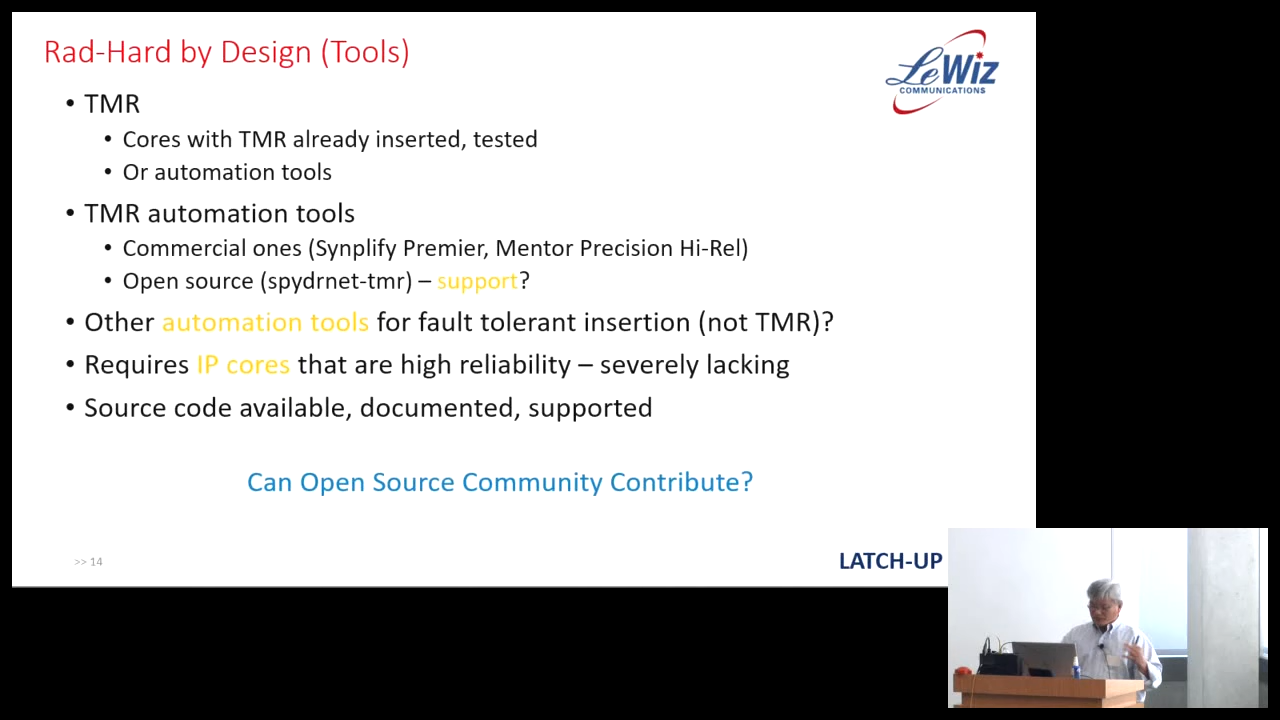 Rad-Hard by Design (Tools)
LeWiz
COMMUNICATIONS
• TMR
• Cores with TMR already inserted, tested
• Or automation tools
• TMR automation tools
• Commercial ones (Synplify Premier, Mentor Precision Hi-Rel)
• Open source (spydrnet-tmr) – support?
• Other automation tools for fault tolerant insertion (not TMR)?
• Requires IP cores that are high reliability – severely lacking
• Source code available, documented, supported
Can Open Source Community Contribute?
>> 14
LATCH-UP